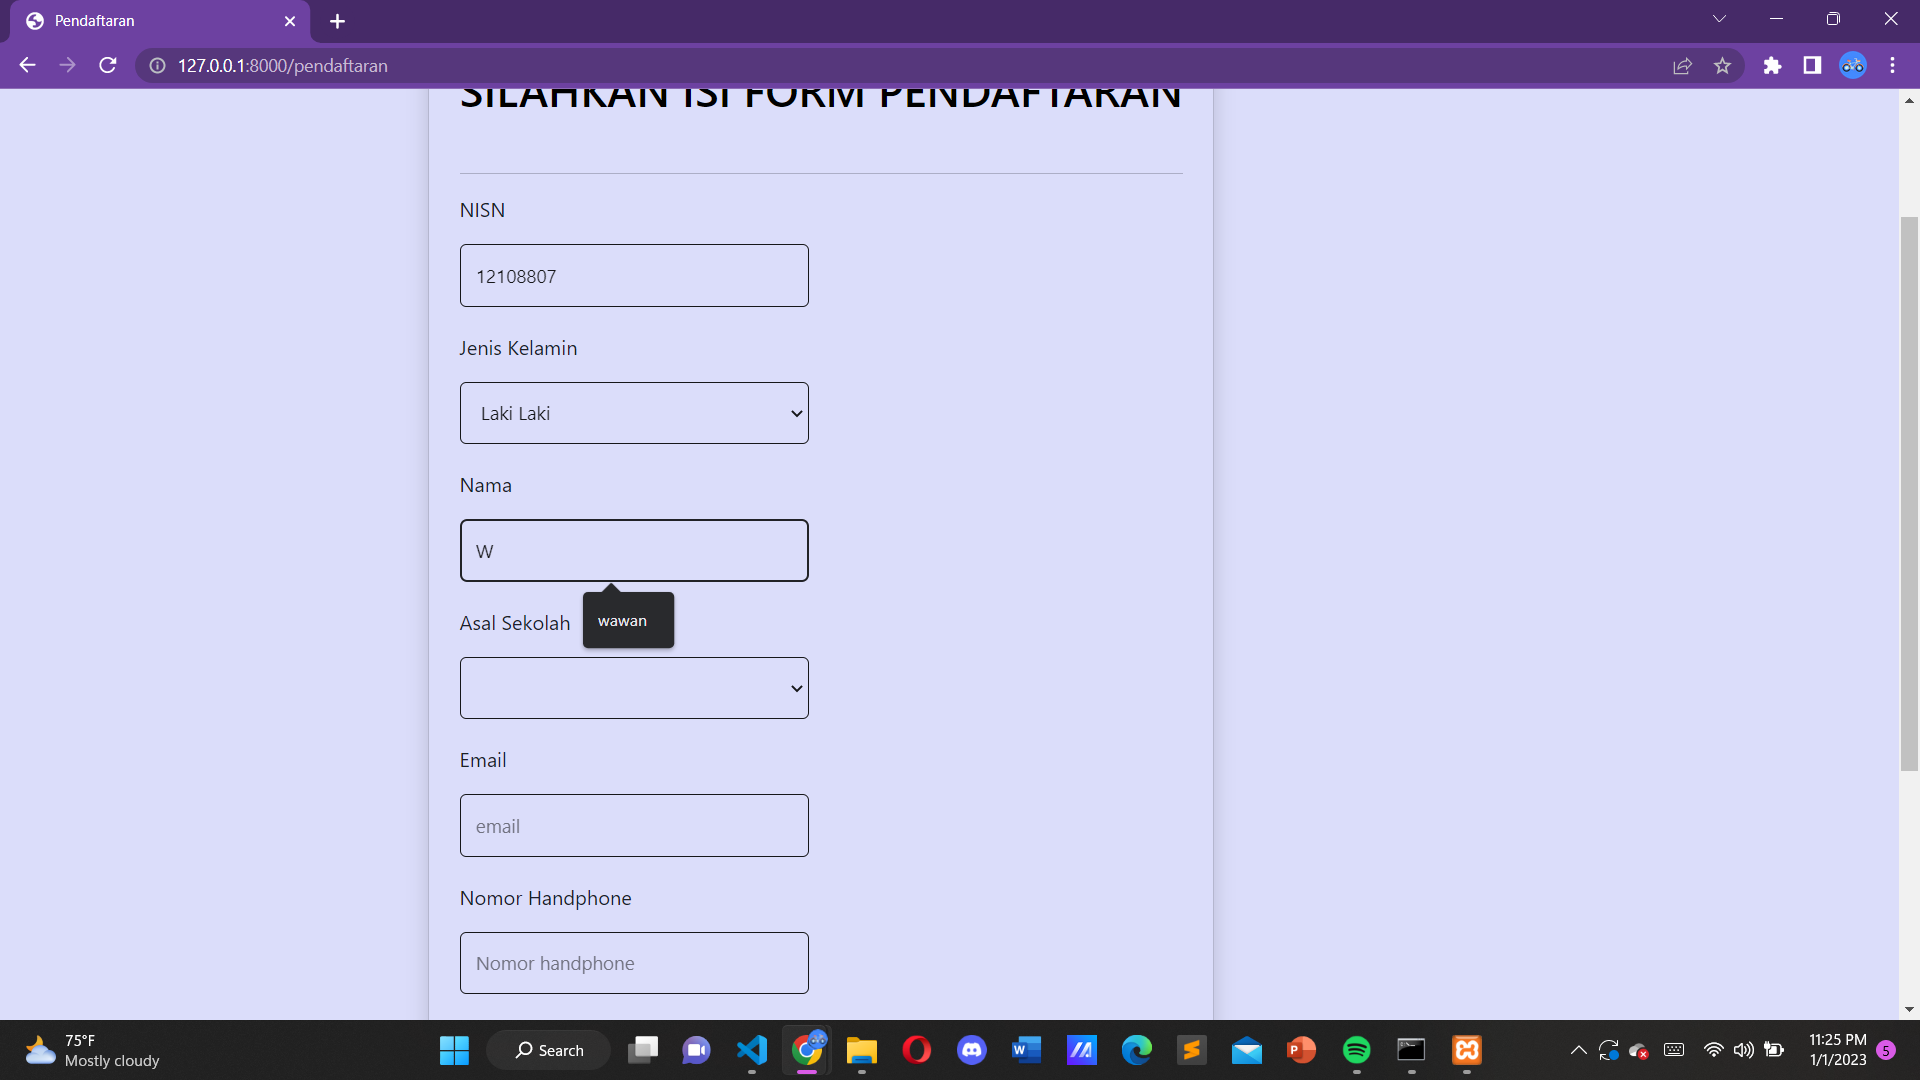 Pendaftaran
127.0.0.1:8000/pendaftaran
SILAHKAN ISI FORM PENDAFTARAN
NISN
12108807
Jenis Kelamin
Laki Laki
Nama
W
wawan
Asal Sekolah
Email
email
Nomor Handphone
Nomor handphone
75°F
Mostly cloudy
Search
11:25 PM
1/1/2023
5